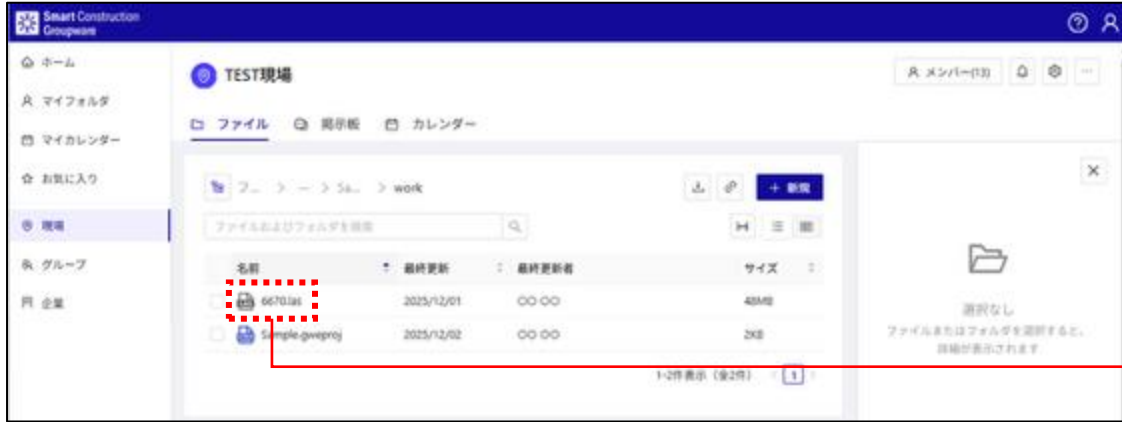 Smart Construction
Groupware
ホーム
マイフォルダ
マイカレンダー
お気に入り
現場
グループ
企業
TEST現場
メンバー(13)
ファイル 掲示板 カレンダー
フ... > ... > Sa... > work
+ 新規
ファイルおよびフォルダを検索
名前 最終更新 最終更新者 サイズ
6670.las 2025/12/01 〇〇 〇〇 48MB
Sample.gweproj 2025/12/02 〇〇 〇〇 2KB
1-2件表示（全2件） 1
選択なし
ファイルまたはフォルダを選択すると、
詳細が表示されます